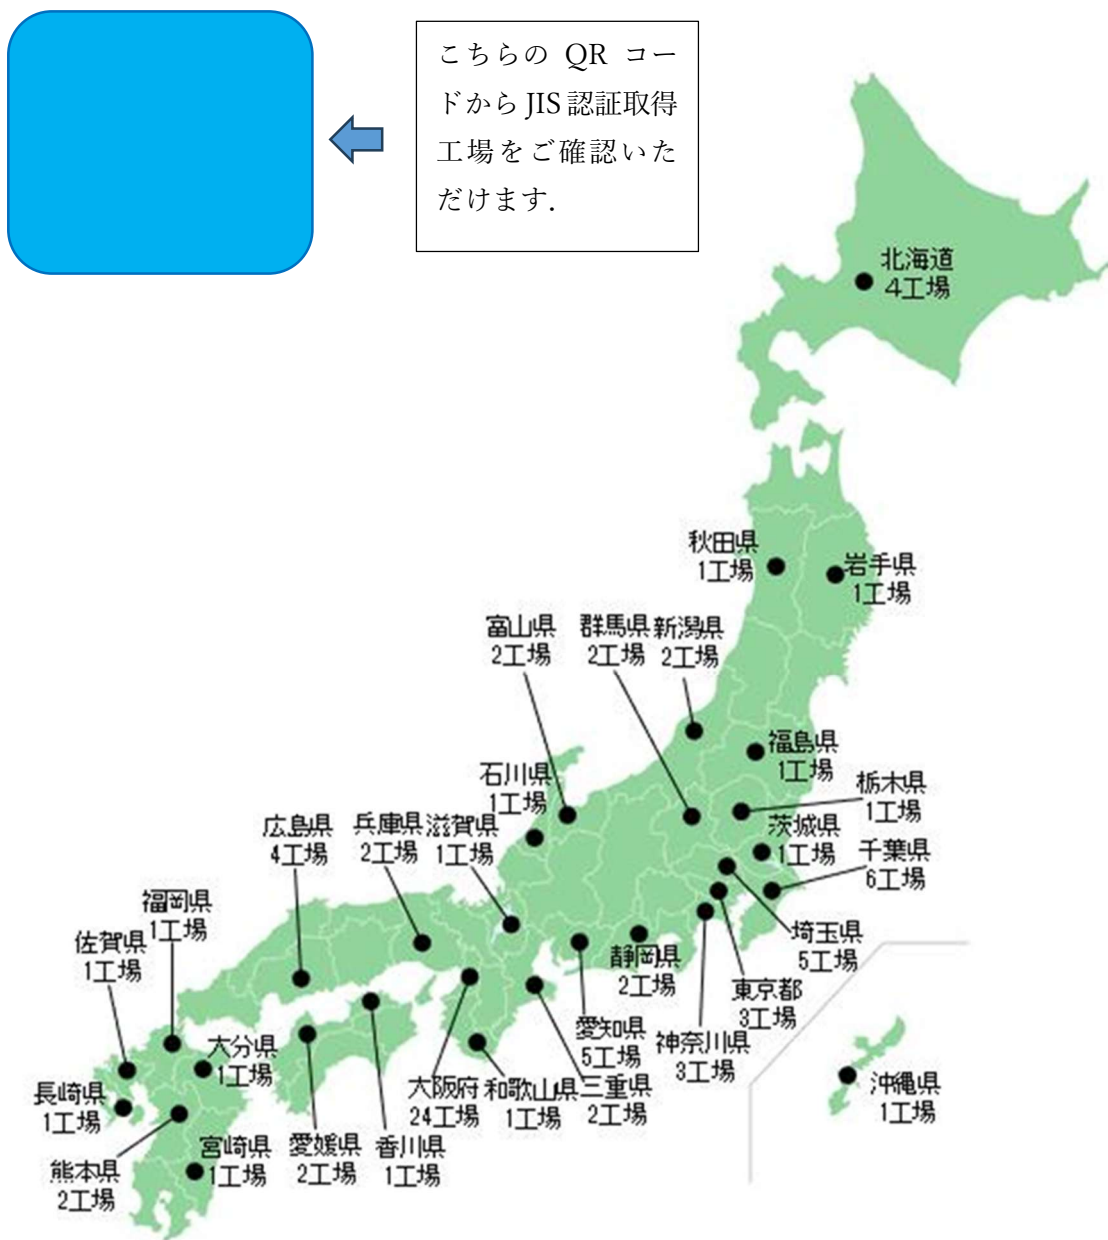 こちらの QR コー
ドから JIS 認証取得
工場をご確認いた
だけます.
北海道
4工場
秋田県
1工場
岩手県
1工場
富山県
2工場
群馬県
2工場
新潟県
2工場
福島県
1工場
石川県
1工場
栃木県
1工場
広島県
4工場
兵庫県
2工場
滋賀県
1工場
茨城県
1工場
千葉県
6工場
福岡県
1工場
佐賀県
1工場
静岡県
2工場
埼玉県
5工場
東京都
3工場
愛知県
5工場
神奈川県
3工場
大分県
1工場
長崎県
1工場
大阪府
24工場
和歌山県
1工場
三重県
2工場
沖縄県
1工場
熊本県
2工場
宮崎県
1工場
愛媛県
2工場
香川県
1工場